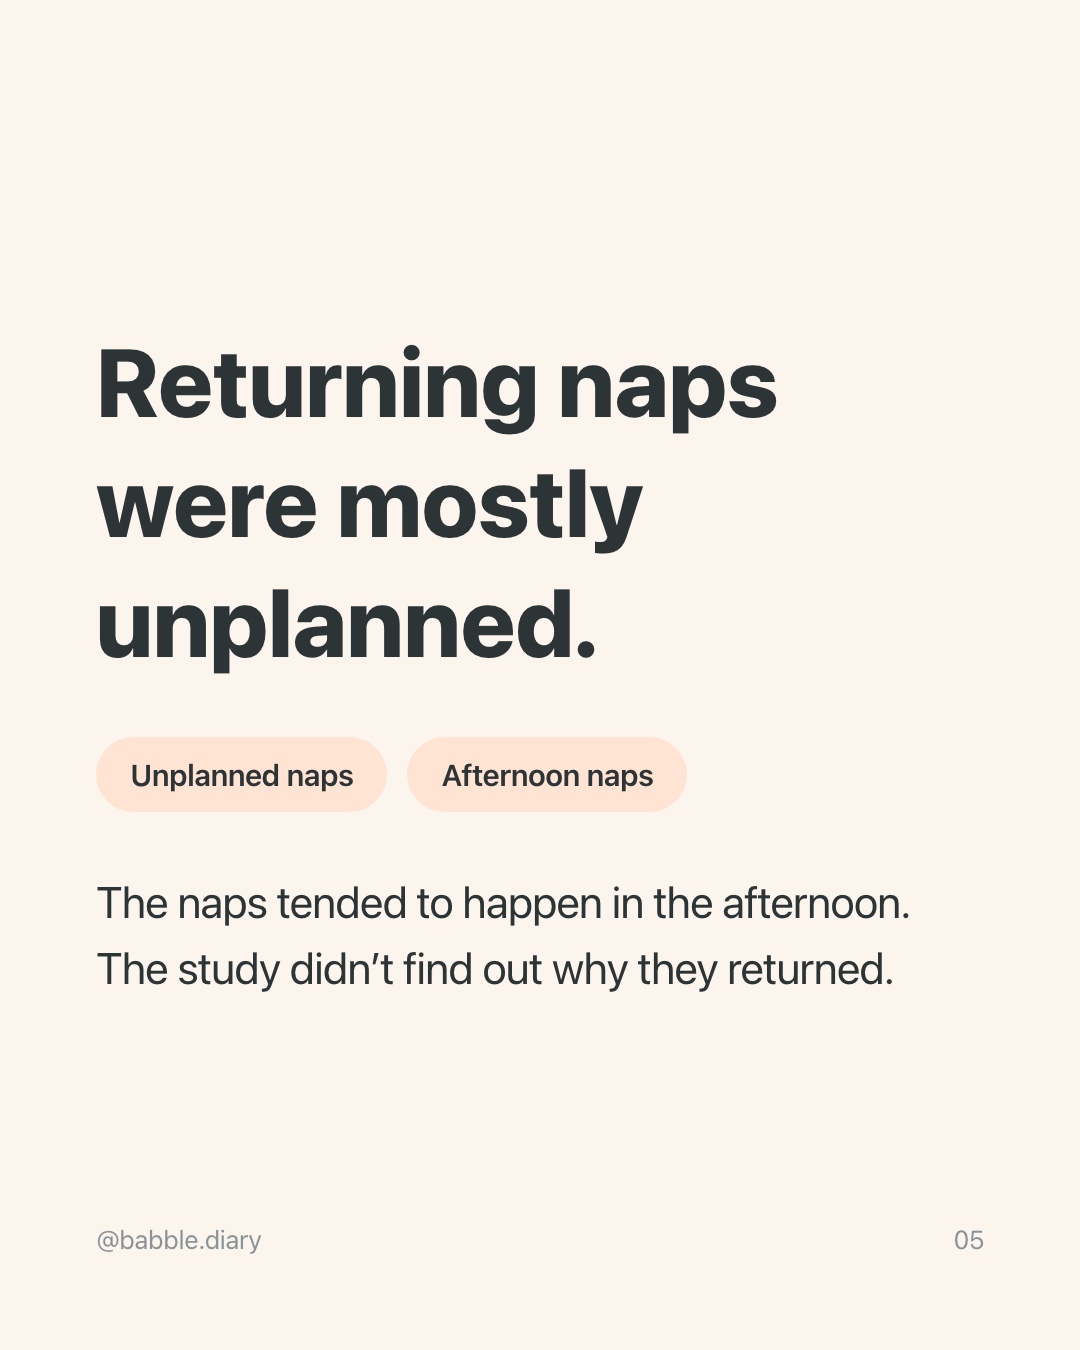 Returning naps
were mostly
unplanned.
Unplanned naps
Afternoon naps
The naps tended to happen in the afternoon.
The study didn’t find out why they returned.
@babble.diary
05